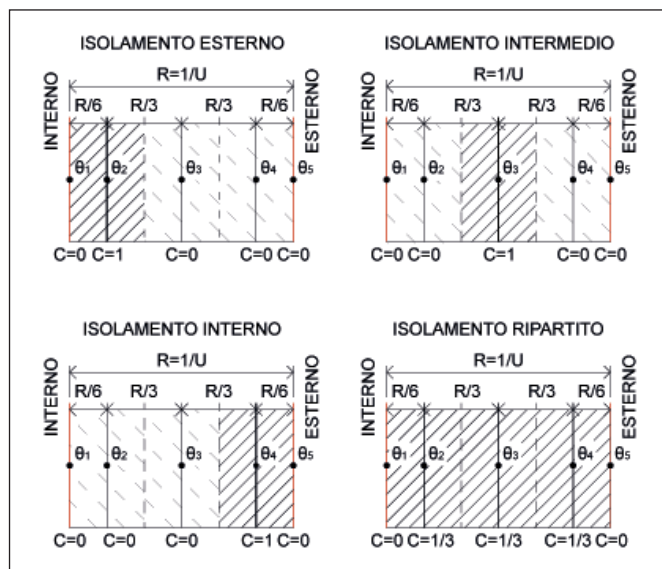 ISOLAMENTO ESTERNO
R=1/U
R/6 R/3 R/3 R/6
INTERNO
ESTERNO
θ1 θ2 θ3 θ4 θ5
C=0 C=1 C=0 C=0 C=0
ISOLAMENTO INTERMEDIO
R=1/U
R/6 R/3 R/3 R/6
INTERNO
ESTERNO
θ1 θ2 θ3 θ4 θ5
C=0 C=0 C=1 C=0 C=0
ISOLAMENTO INTERNO
R=1/U
R/6 R/3 R/3 R/6
INTERNO
ESTERNO
θ1 θ2 θ3 θ4 θ5
C=0 C=0 C=0 C=1 C=0
ISOLAMENTO RIPARTITO
R=1/U
R/6 R/3 R/3 R/6
INTERNO
ESTERNO
θ1 θ2 θ3 θ4 θ5
C=0 C=1/3 C=1/3 C=1/3 C=0